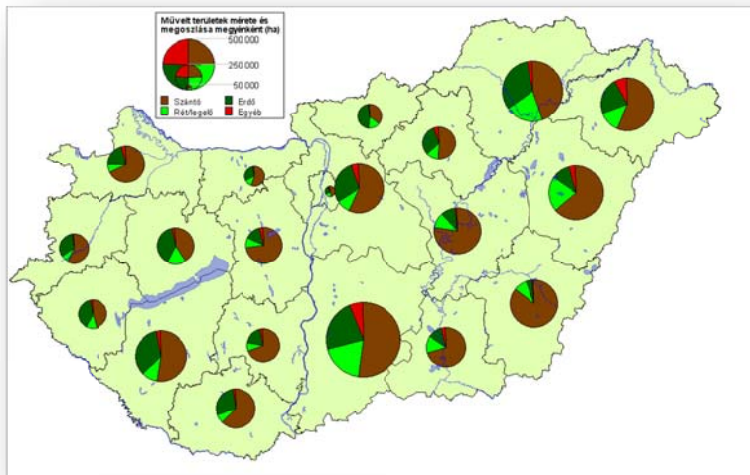 Művelt területek mérete és
megoszlása megyénként (ha)
500 000
250 000
50 000
Szántó Erdő
Rét/legelő Egyéb